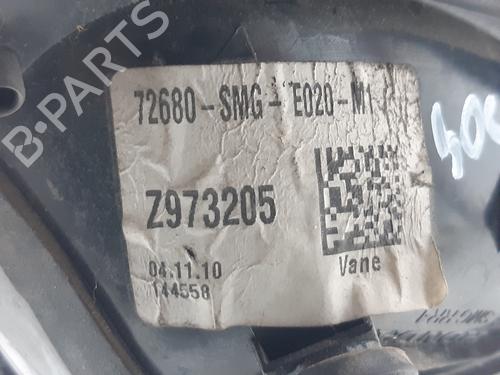 B-PARTS
72680-SMG-E020-M1
Z973205
04.11.10
144558
Vane